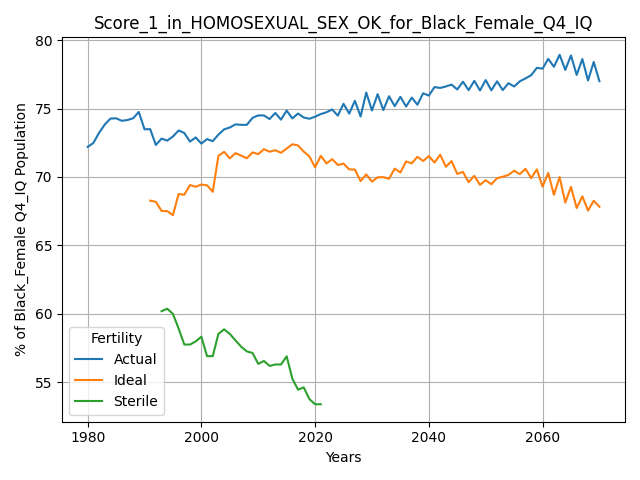 Score_1_in_HOMOSEXUAL_SEX_OK_for_Black_Female_Q4_IQ
% of Black_Female Q4_IQ Population
80
75
70
65
60
55
Fertility
Actual
Ideal
Sterile
1980
2000
2020
2040
2060
Years